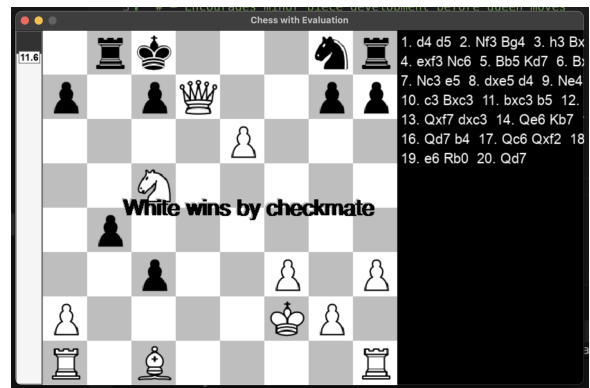 # - Encourages minor piece development before Queen moves
Chess with Evaluation
11.6
1. d4 d5 2. Nf3 Bg4 3. h3 Bx
4. exf3 Nc6 5. Bb5 Kd7 6. Bx
7. Nc3 e5 8. dxe5 d4 9. Ne4
10. c3 Bxc3 11. bxc3 b5 12.
13. Qxf7 dxc3 14. Qe6 Kb7
16. Qd7 b4 17. Qc6 Qxf2 18
19. e6 Rb0 20. Qd7
White wins by checkmate